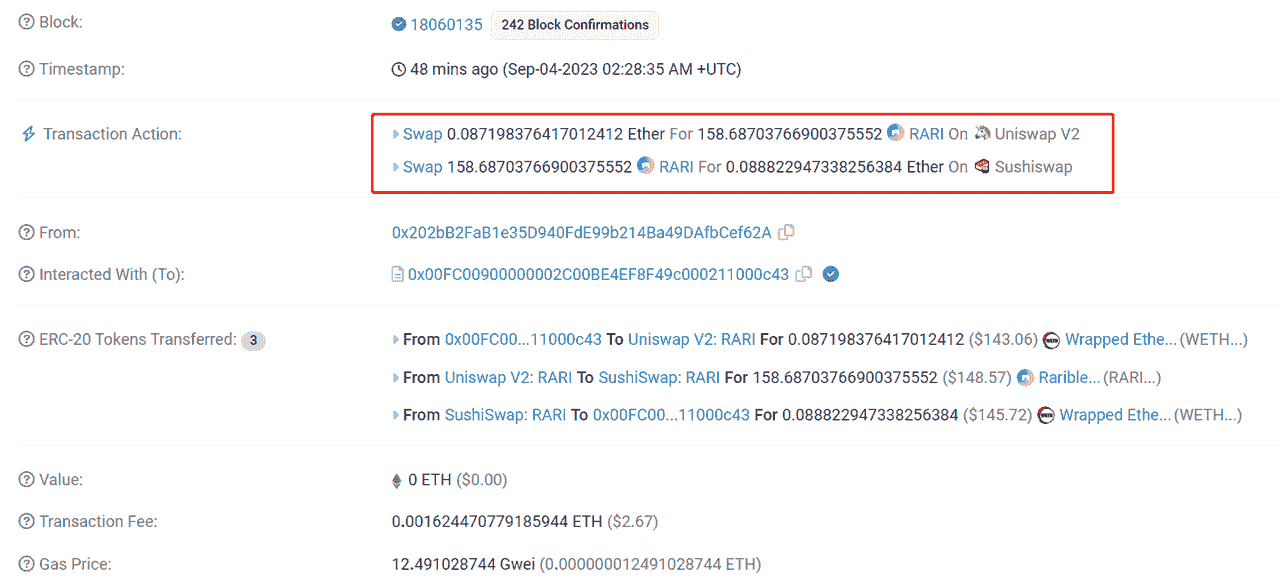 Block: 18060135 242 Block Confirmations
Timestamp: 48 mins ago (Sep-04-2023 02:28:35 AM +UTC)
Transaction Action: Swap 0.087198376417012412 Ether For 158.68703766900375552 RARI On Uniswap V2
Swap 158.68703766900375552 RARI For 0.088822947338256384 Ether On Sushiswap
From: 0x202bB2FaB1e35D940FdE99b214Ba49DAfbCef62A
Interacted With (To): 0x00FC00900000002C00BE4EF8F49c000211000c43
ERC-20 Tokens Transferred: 3 From 0x00FC00...11000c43 To Uniswap V2: RARI For 0.087198376417012412 ($143.06) Wrapped Ethe... (WETH...)
From Uniswap V2: RARI To SushiSwap: RARI For 158.68703766900375552 ($148.57) Rarible... (RARI...)
From SushiSwap: RARI To 0x00FC00...11000c43 For 0.088822947338256384 ($145.72) Wrapped Ethe... (WETH...)
Value: 0 ETH ($0.00)
Transaction Fee: 0.001624470779185944 ETH ($2.67)
Gas Price: 12.491028744 Gwei (0.000000012491028744 ETH)